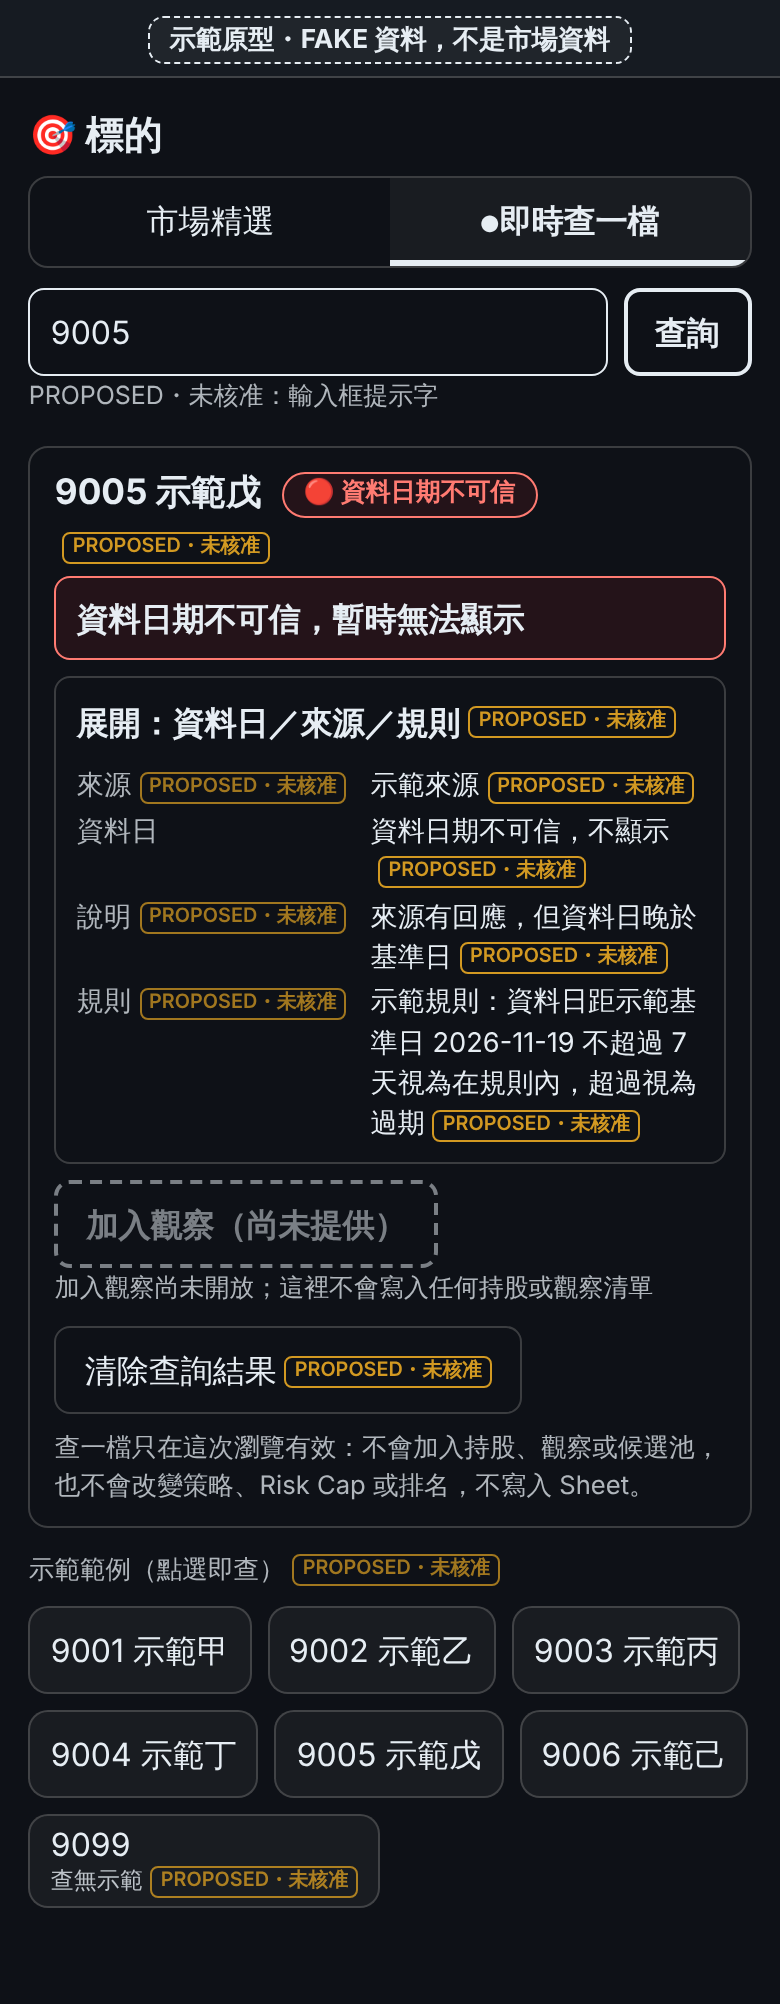 示範原型・FAKE 資料，不是市場資料
🎯 標的
市場精選
●即時查一檔
9005
查詢
PROPOSED・未核准：輸入框提示字
9005 示範戊 🔴 資料日期不可信
PROPOSED・未核准
資料日期不可信，暫時無法顯示
展開：資料日／來源／規則 PROPOSED・未核准
來源 PROPOSED・未核准
示範來源 PROPOSED・未核准
資料日
資料日期不可信，不顯示
PROPOSED・未核准
說明 PROPOSED・未核准
來源有回應，但資料日晚於
基準日 PROPOSED・未核准
規則 PROPOSED・未核准
示範規則：資料日距示範基
準日 2026-11-19 不超過 7
天視為在規則內，超過視為
過期 PROPOSED・未核准
加入觀察（尚未提供）
加入觀察尚未開放；這裡不會寫入任何持股或觀察清單
清除查詢結果 PROPOSED・未核准
查一檔只在這次瀏覽有效：不會加入持股、觀察或候選池，
也不會改變策略、Risk Cap 或排名，不寫入 Sheet。
示範範例（點選即查） PROPOSED・未核准
9001 示範甲
9002 示範乙
9003 示範丙
9004 示範丁
9005 示範戊
9006 示範己
9099
查無示範 PROPOSED・未核准